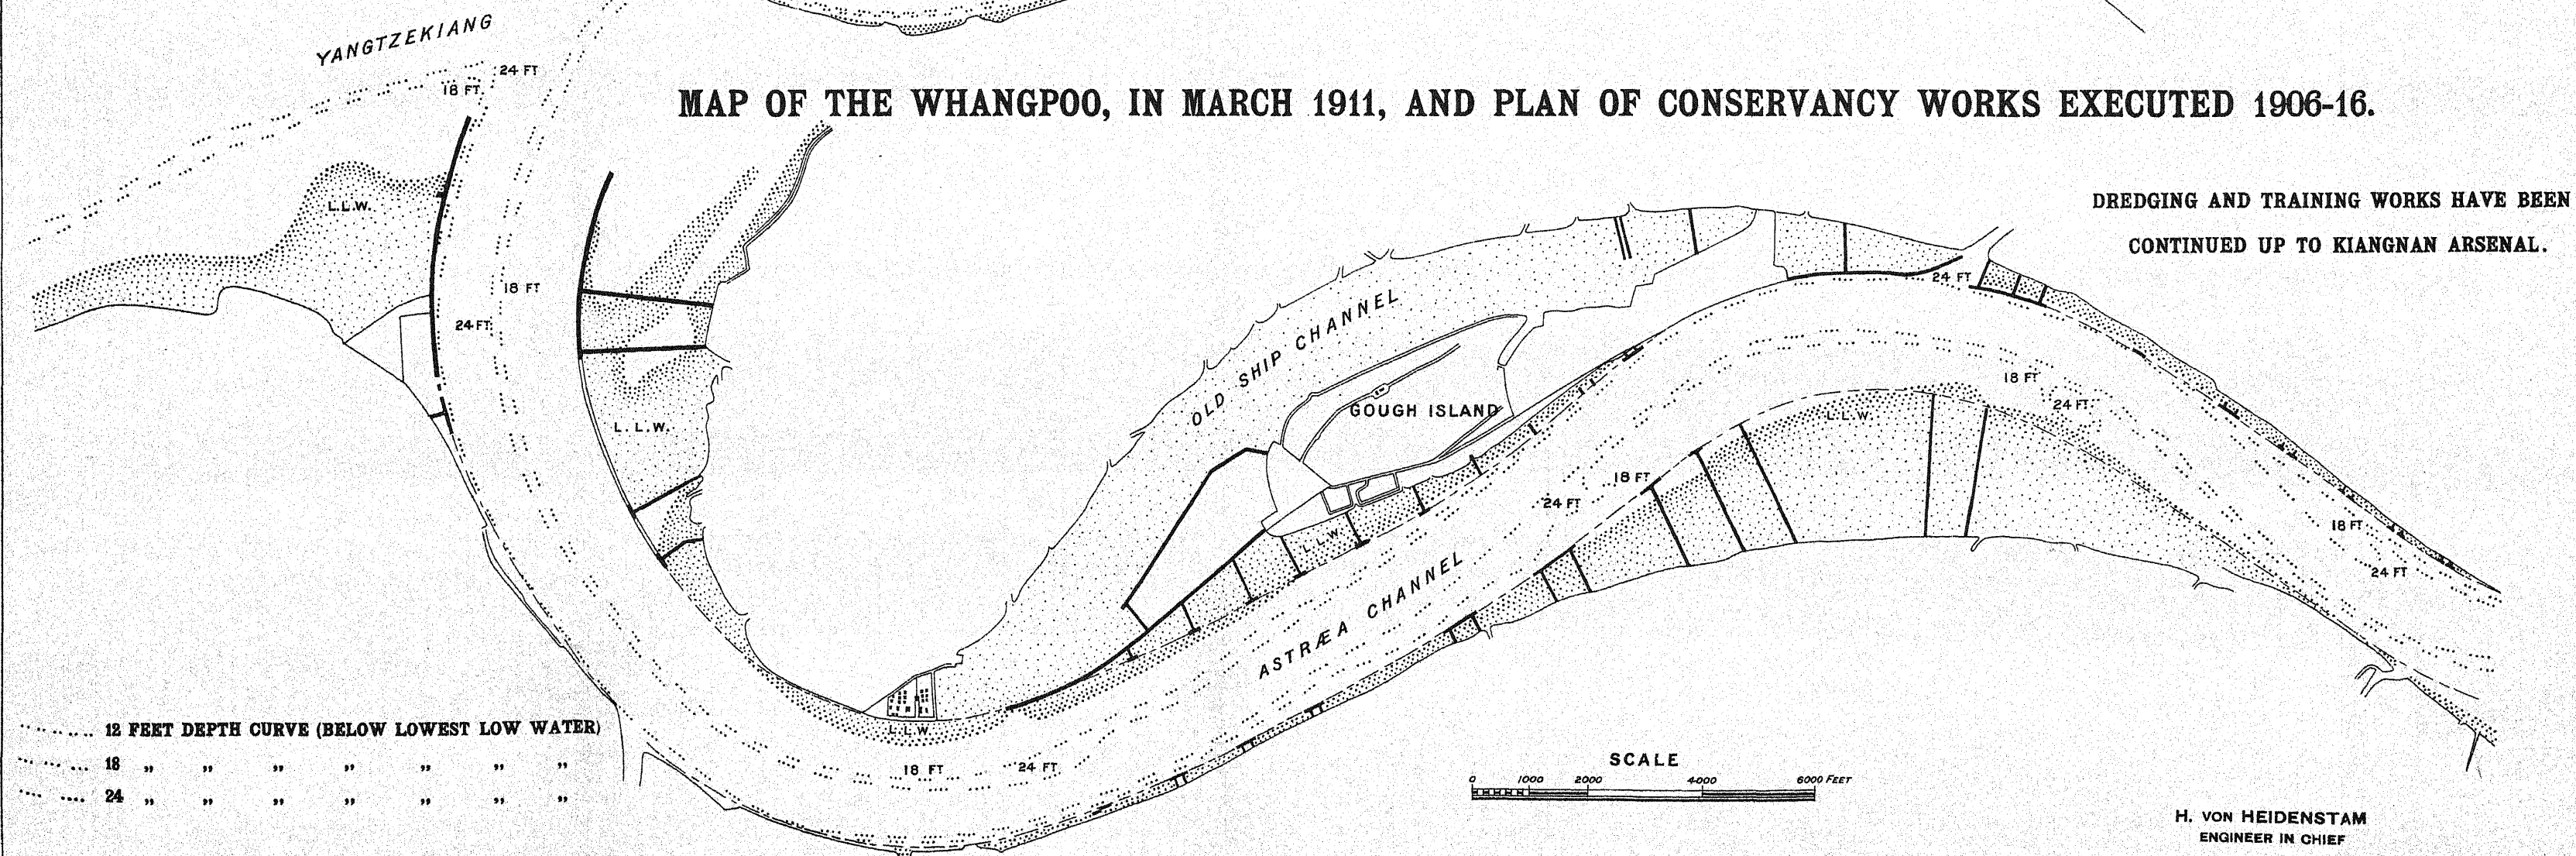 YANGTZEKIANG
24 FT
18 FT.
MAP OF THE WHANGPOO, IN MARCH 1911, AND PLAN OF CONSERVANCY WORKS EXECUTED 1906-16.
DREDGING AND TRAINING WORKS HAVE BEEN
CONTINUED UP TO KIANGNAN ARSENAL.
L.L.W.
18 FT
24 FT.
24 FT
OLD SHIP CHANNEL
GOUGH ISLAND
18 FT
24 FT.
L.L.W.
L. L. W.
18 FT
24 FT.
L.L.W.
18 FT
24 FT
ASTRÆA CHANNEL
L.L.W.
18 FT
24 FT
12 FEET DEPTH CURVE (BELOW LOWEST LOW WATER)
18 „ „ „ „ „ „ „
24 „ „ „ „ „ „ „
SCALE
0 1000 2000 4000 6000 FEET
H. VON HEIDENSTAM
ENGINEER IN CHIEF